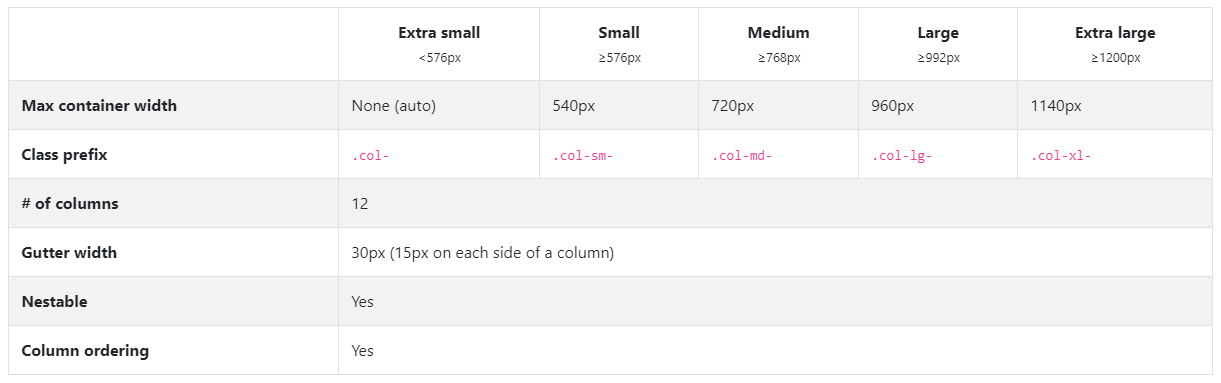 Extra small Small Medium Large Extra large
<576px ≥576px ≥768px ≥992px ≥1200px
Max container width None (auto) 540px 720px 960px 1140px
Class prefix .col- .col-sm- .col-md- .col-lg- .col-xl-
# of columns 12
Gutter width 30px (15px on each side of a column)
Nestable Yes
Column ordering Yes